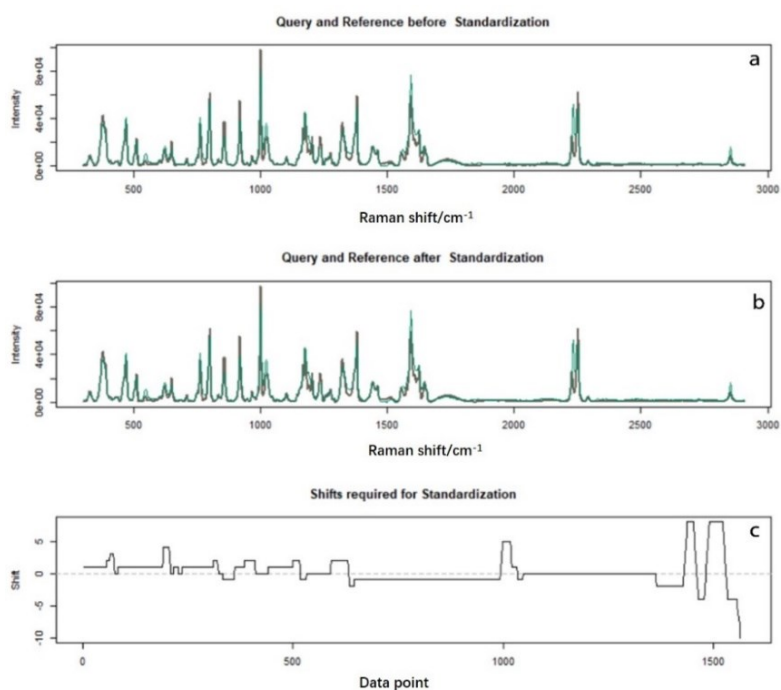 Query and Reference before Standardization
a
Intensity
0e+00 4e+04 8e+04
500 1000 1500 2000 2500 3000
Raman shift/cm⁻¹
Query and Reference after Standardization
b
Intensity
0e+00 4e+04 8e+04
500 1000 1500 2000 2500 3000
Raman shift/cm⁻¹
Shifts required for Standardization
c
Shift
-10 -5 0 5
0 500 1000 1500
Data point